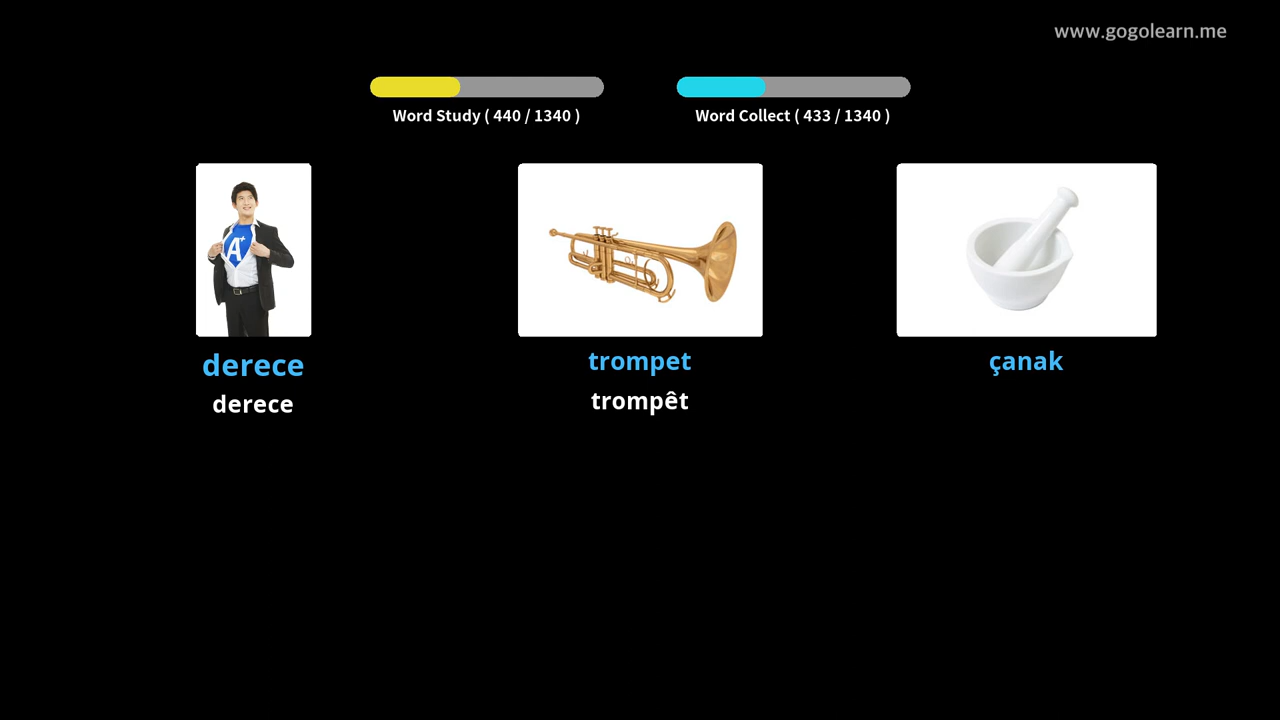 www.gogolearn.me
Word Study ( 440 / 1340 )
Word Collect ( 433 / 1340 )
A+
derece
derece
trompet
trompêt
çanak